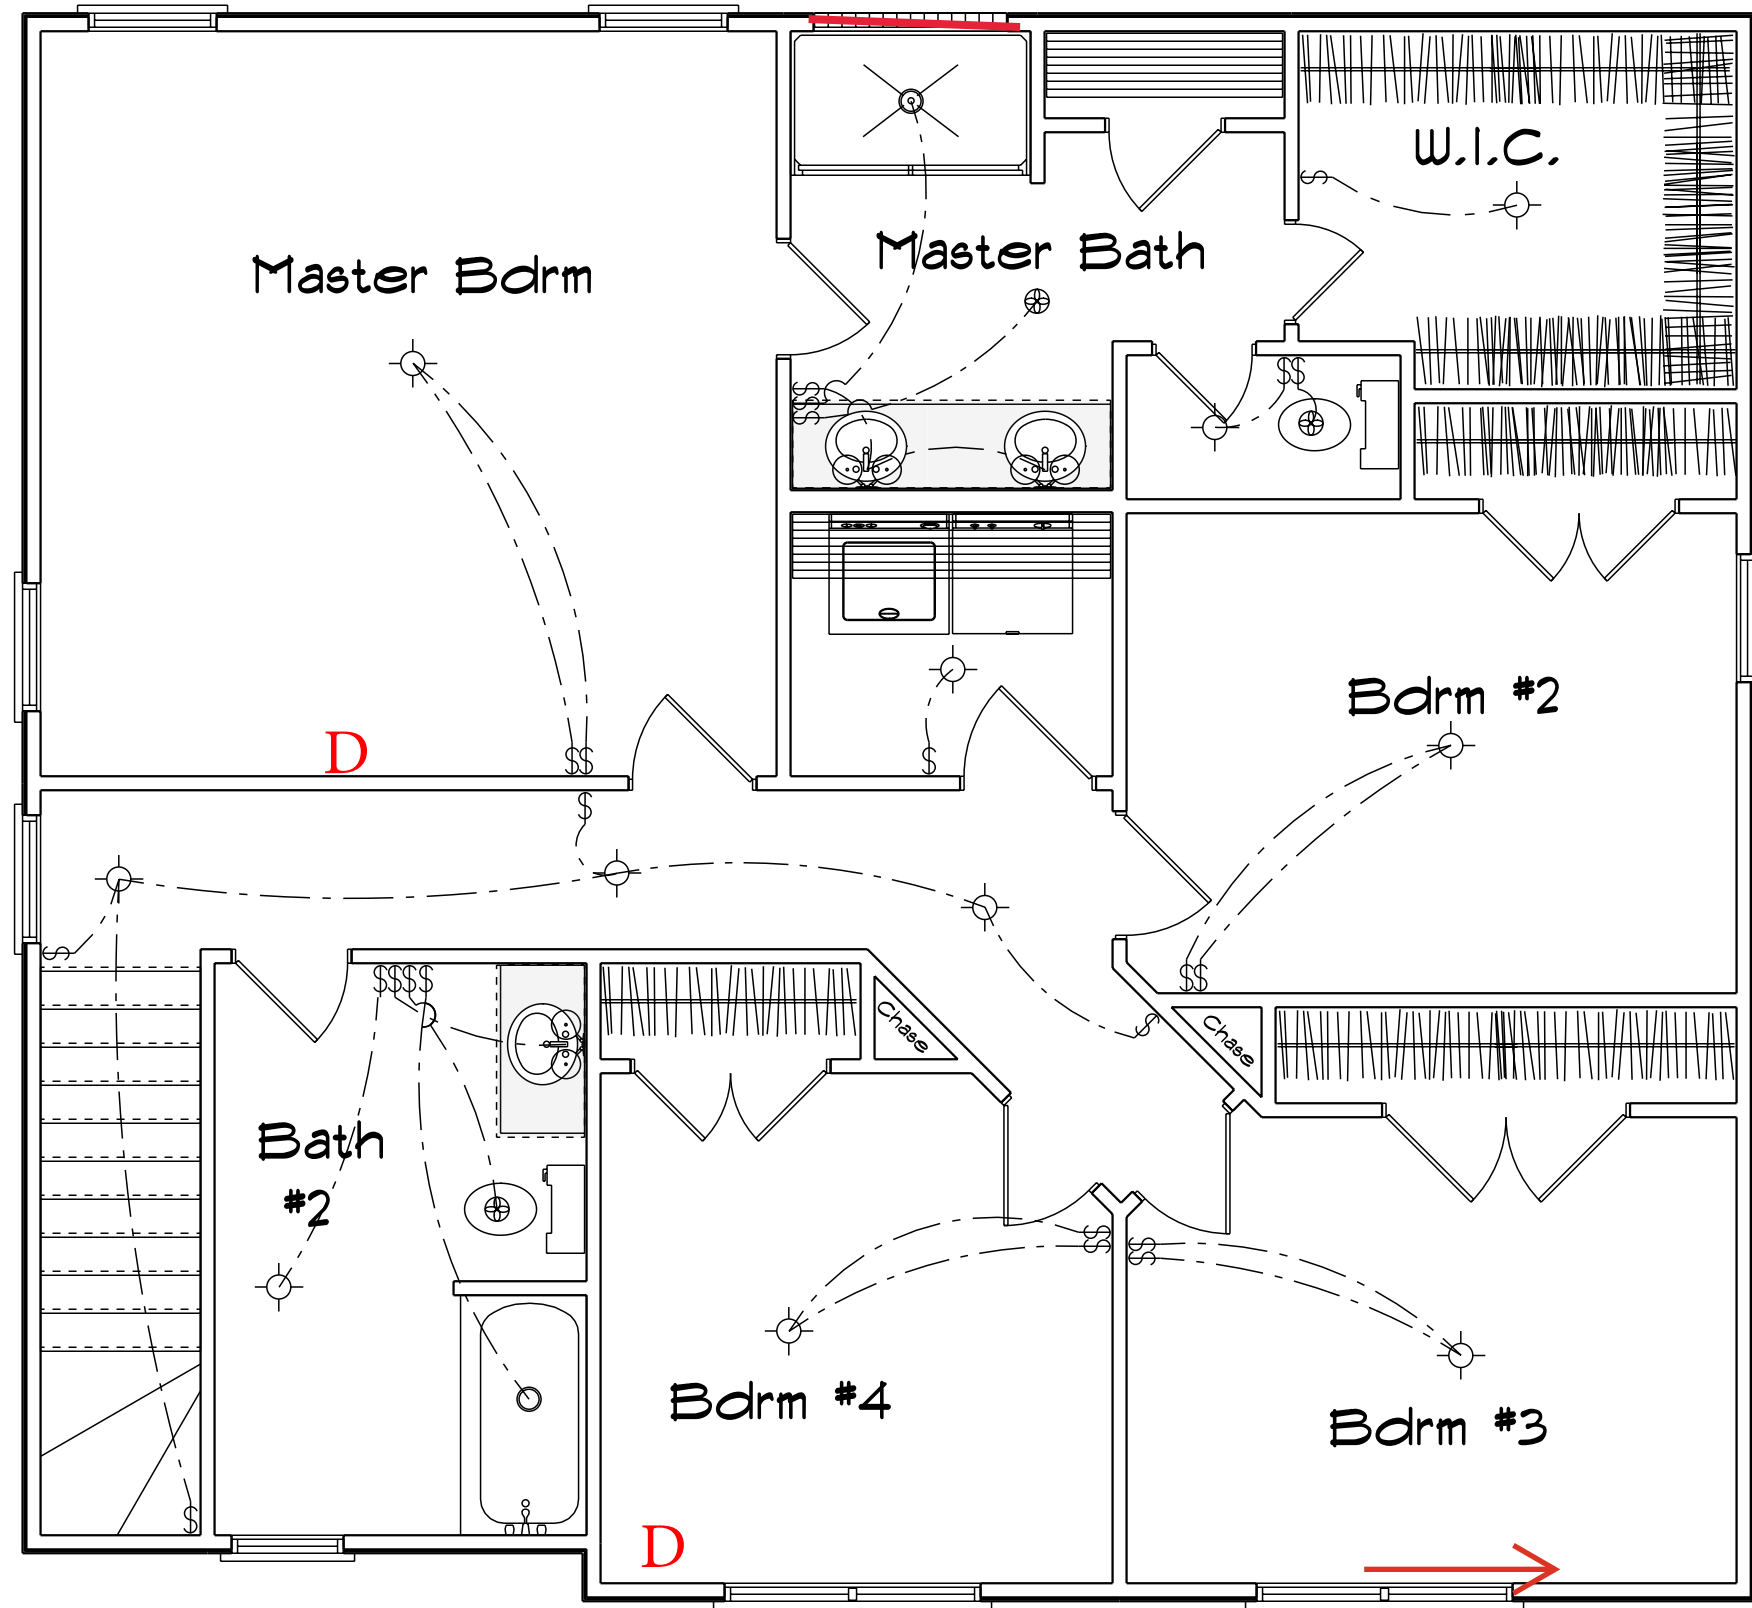 W.I.C.
Master Bdrm
Master Bath
$
$
$
$
$$
Bdrm #2
D
$$
$
$
$
$$$$
$$
Chase
$
Chase
Bath
#2
$
$
$
$
Bdrm #4
Bdrm #3
$
D